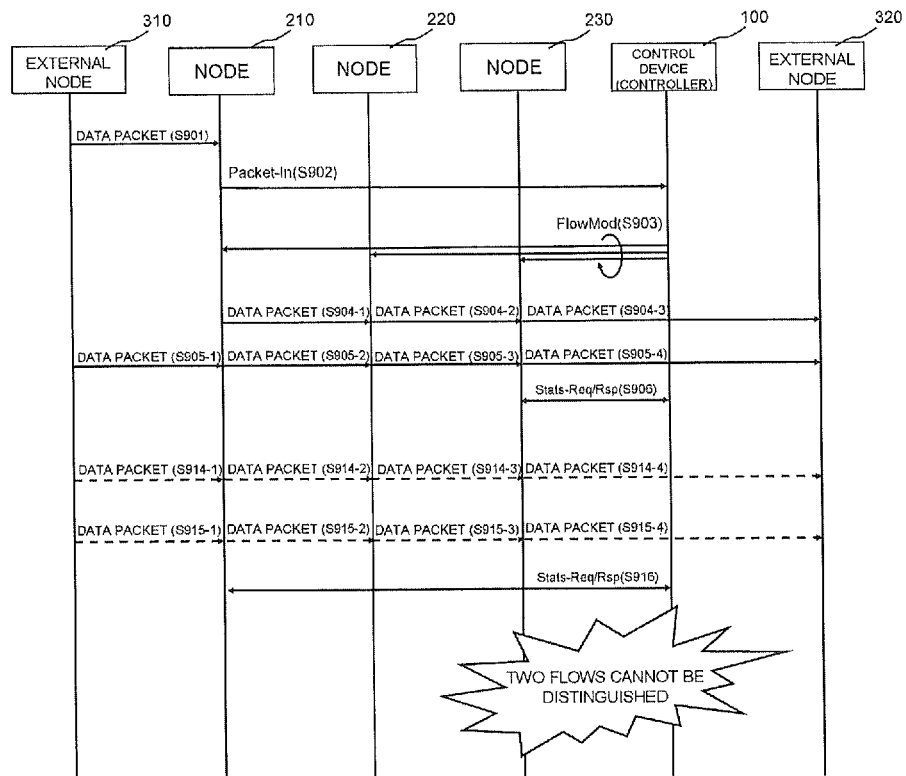 310
210
220
230
100
320
EXTERNAL
NODE
NODE
NODE
NODE
CONTROL
DEVICE
(CONTROLLER)
EXTERNAL
NODE
DATA PACKET (S901)
Packet-In(S902)
FlowMod(S903)
DATA PACKET (S904-1)
DATA PACKET (S904-2)
DATA PACKET (S904-3)
DATA PACKET (S905-1)
DATA PACKET (S905-2)
DATA PACKET (S905-3)
DATA PACKET (S905-4)
Stats-Req/Rsp(S906)
DATA PACKET (S914-1)
DATA PACKET (S914-2)
DATA PACKET (S914-3)
DATA PACKET (S914-4)
DATA PACKET (S915-1)
DATA PACKET (S915-2)
DATA PACKET (S915-3)
DATA PACKET (S915-4)
Stats-Req/Rsp(S916)
TWO FLOWS CANNOT BE
DISTINGUISHED